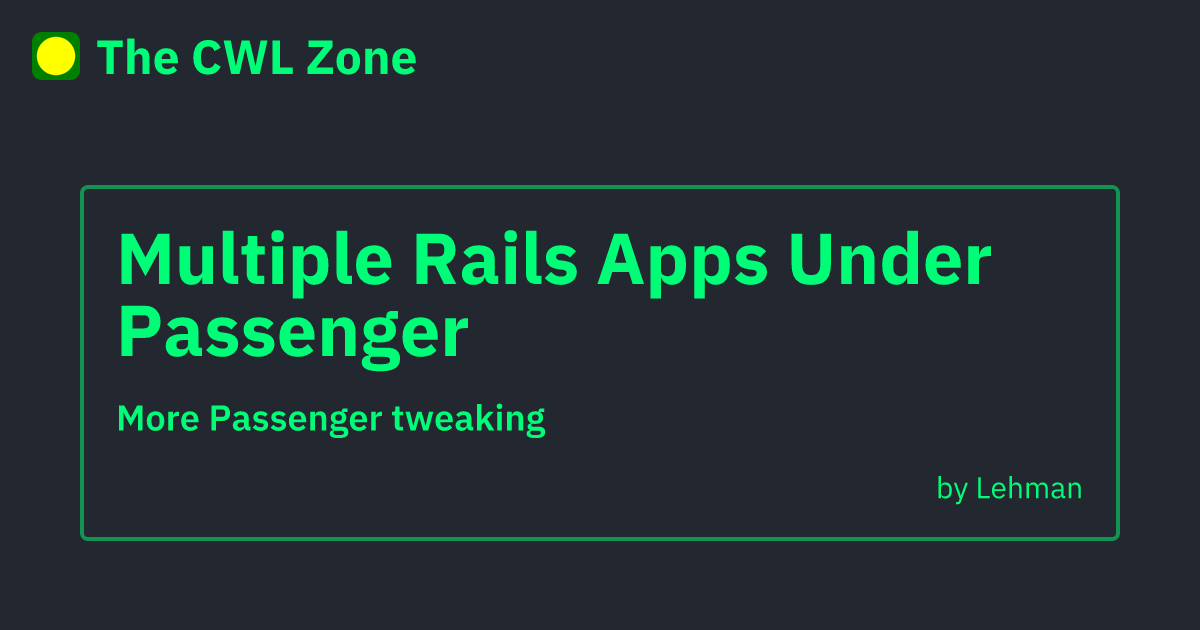 The CWL Zone
Multiple Rails Apps Under
Passenger
More Passenger tweaking
by Lehman